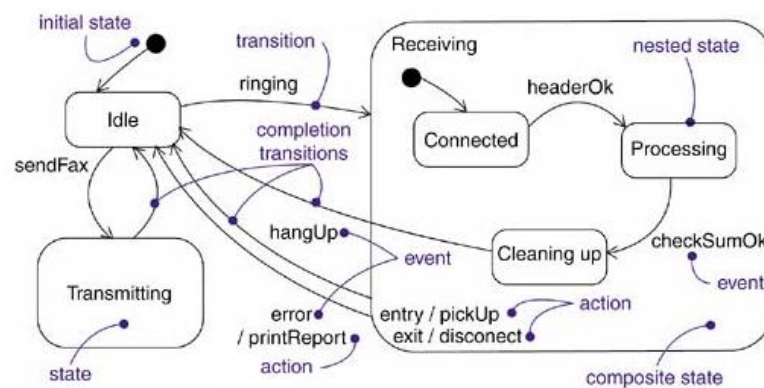 initial state
transition
Receiving
nested state
ringing
headerOk
Idle
completion
transitions
Connected
Processing
sendFax
hangUp
Cleaning up
checkSumOk
event
event
Transmitting
error
/ printReport
entry / pickUp
exit / disconect
action
state
action
composite state